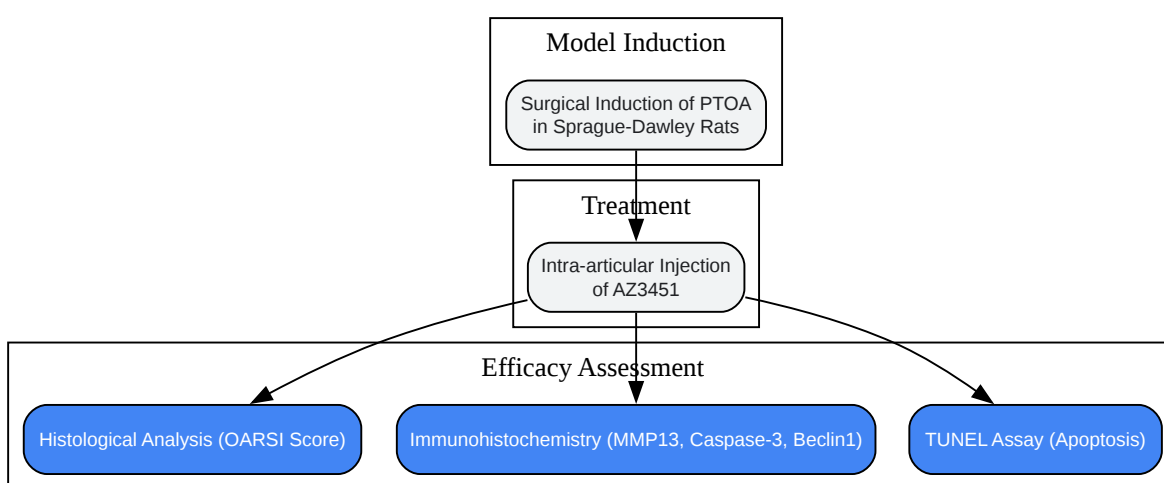 Model Induction
Surgical Induction of PTOA
in Sprague-Dawley Rats
Treatment
Intra-articular Injection
of AZ3451
Efficacy Assessment
Histological Analysis (OARSI Score)
Immunohistochemistry (MMP13, Caspase-3, Beclin1)
TUNEL Assay (Apoptosis)